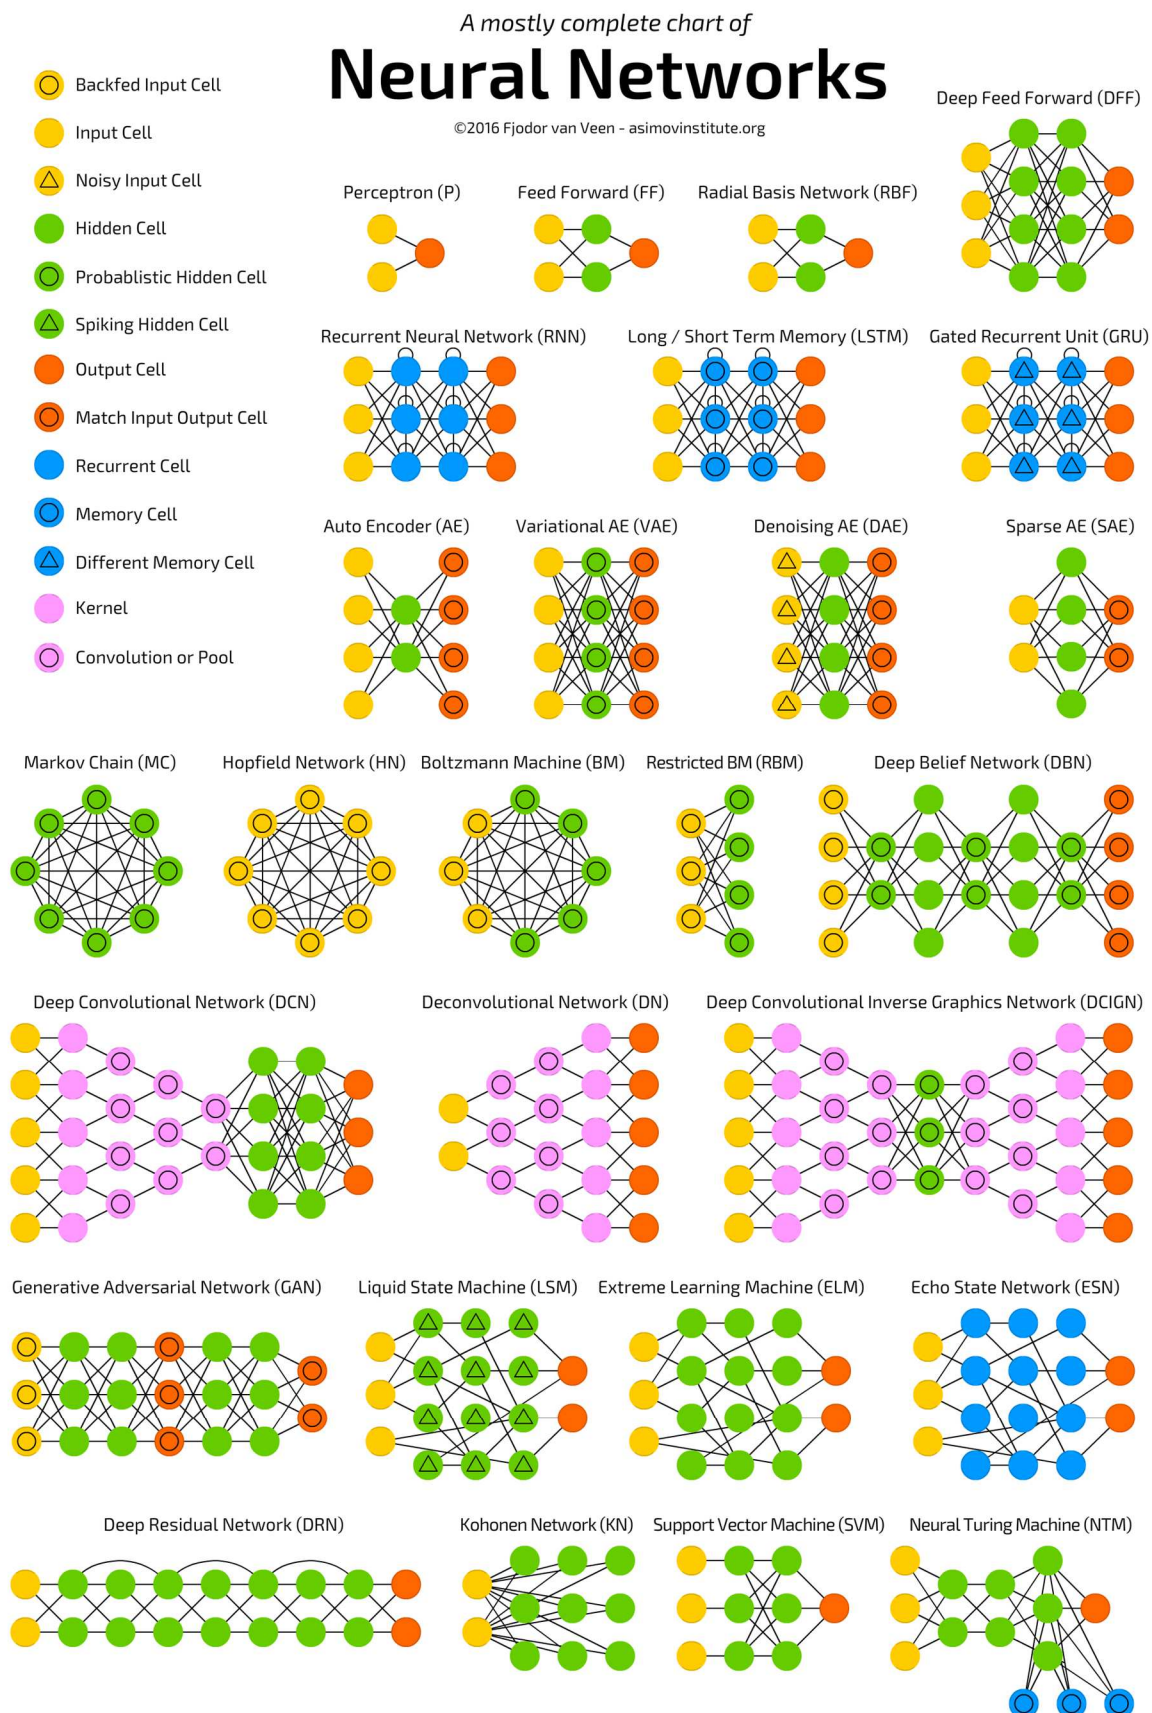 A mostly complete chart of
Neural Networks
©2016 Fjodor van Veen - asimovinstitute.org
Backfed Input Cell
Input Cell
Noisy Input Cell
Hidden Cell
Probablistic Hidden Cell
Spiking Hidden Cell
Output Cell
Match Input Output Cell
Recurrent Cell
Memory Cell
Different Memory Cell
Kernel
Convolution or Pool
Deep Feed Forward (DFF)
Perceptron (P)
Feed Forward (FF)
Radial Basis Network (RBF)
Recurrent Neural Network (RNN)
Long / Short Term Memory (LSTM)
Gated Recurrent Unit (GRU)
Auto Encoder (AE)
Variational AE (VAE)
Denoising AE (DAE)
Sparse AE (SAE)
Markov Chain (MC)
Hopfield Network (HN)
Boltzmann Machine (BM)
Restricted BM (RBM)
Deep Belief Network (DBN)
Deep Convolutional Network (DCN)
Deconvolutional Network (DN)
Deep Convolutional Inverse Graphics Network (DCIGN)
Generative Adversarial Network (GAN)
Liquid State Machine (LSM)
Extreme Learning Machine (ELM)
Echo State Network (ESN)
Deep Residual Network (DRN)
Kohonen Network (KN)
Support Vector Machine (SVM)
Neural Turing Machine (NTM)